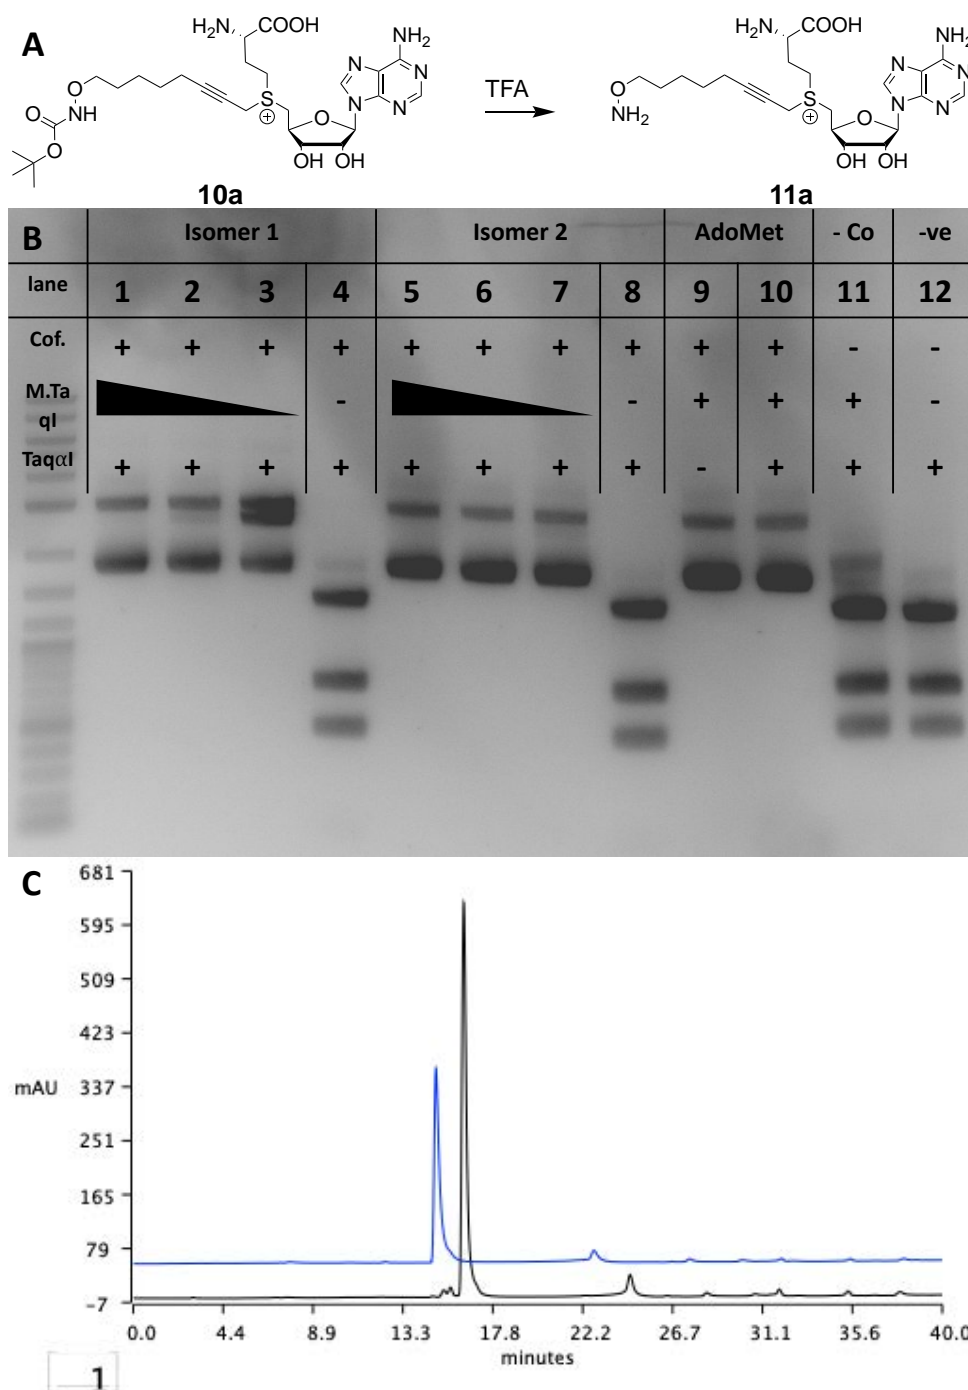 A
H₂N COOH
NH₂
N N
N N
O
NH
O
O
S
⊕
O
OH OH
10a
TFA
H₂N COOH
NH₂
N N
N N
O
NH₂
S
⊕
O
OH OH
11a
B Isomer 1 Isomer 2 AdoMet - Co -ve
lane 1 2 3 4 5 6 7 8 9 10 11 12
Cof. + + + + + + + + + + - -
M.Ta - - + + + -
qI
TaqαI + + + + + + + + - + + +
C
681
595
509
423
mAU 337
251
165
79
-7
0.0 4.4 8.9 13.3 17.8 22.2 26.7 31.1 35.6 40.0
minutes
1